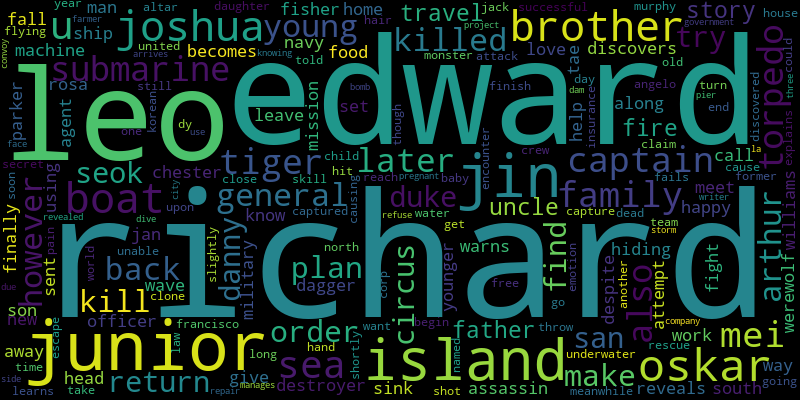 year man altar daughter successful jack murphy farmer
fall fisher home travel story
flying u joshua young killed brother try house
ship navy machine becomes food love discovers project government
convoy submarine united arrives told monster attack knowing
leo edward torpedo
rosa still hair day old angelo turn
parker agent korean leave mission set finish tae bomb dam pier could three
one dy use tiger later along help insurance fire end discovered
face seok chester hit though captain claim call la explains
secret boat general child reach pregnant baby duke family meet cause former
however using close skill uncle encounter fails happy williams
soon upon know captured causing water crew capture dead team
finally jan danny refuse get writer storm hiding also arthur
revealed city dive north warns find another
richard
pain back plan younger circus fight werewolf
sent world unable slightly military wave dagger corp free emotion despite attempt
due kill clone officer francisco go
new son junior order want begin throw san work mei
escape law long father named island company rescue
away time head hand shortly sea sink make underwater oskar way
learns take return give destroyer shot assassin reveals south going
side manages repair meanwhile